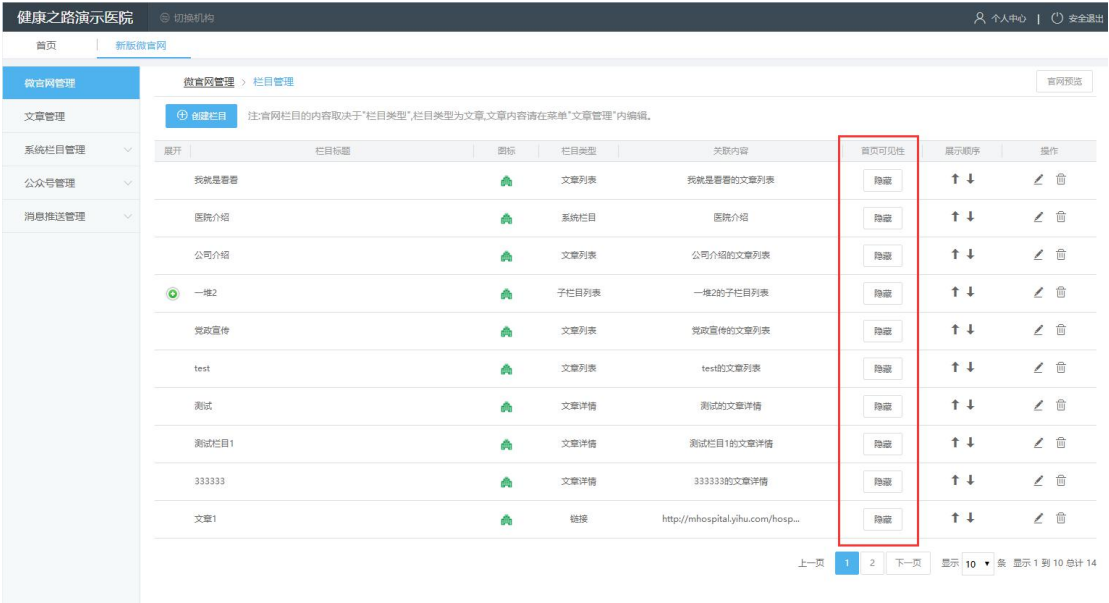 健康之路演示医院 切换机构 个人中心 | 安全退出
首页 新版微官网
微官网管理
文章管理
系统栏目管理
公众号管理
消息推送管理
微官网管理 > 栏目管理 官网预览
创建栏目 注:官网栏目的内容取决于"栏目类型",栏目类型为文章,文章内容请在菜单"文章管理"内编辑。
展开 栏目标题 图标 栏目类型 关联内容 首页可见性 展示顺序 操作
我就是看看 文章列表 我就是看看的文章列表 隐藏
医院介绍 系统栏目 医院介绍 隐藏
公司介绍 文章列表 公司介绍的文章列表 隐藏
一堆2 子栏目列表 一堆2的子栏目列表 隐藏
党政宣传 文章列表 党政宣传的文章列表 隐藏
test 文章列表 test的文章列表 隐藏
测试 文章详情 测试的文章详情 隐藏
测试栏目1 文章详情 测试栏目1的文章详情 隐藏
333333 文章详情 333333的文章详情 隐藏
文章1 链接 http://mhospital.yihu.com/hosp... 隐藏
上一页 1 2 下一页 显示 10 条 显示 1 到 10 总计 14